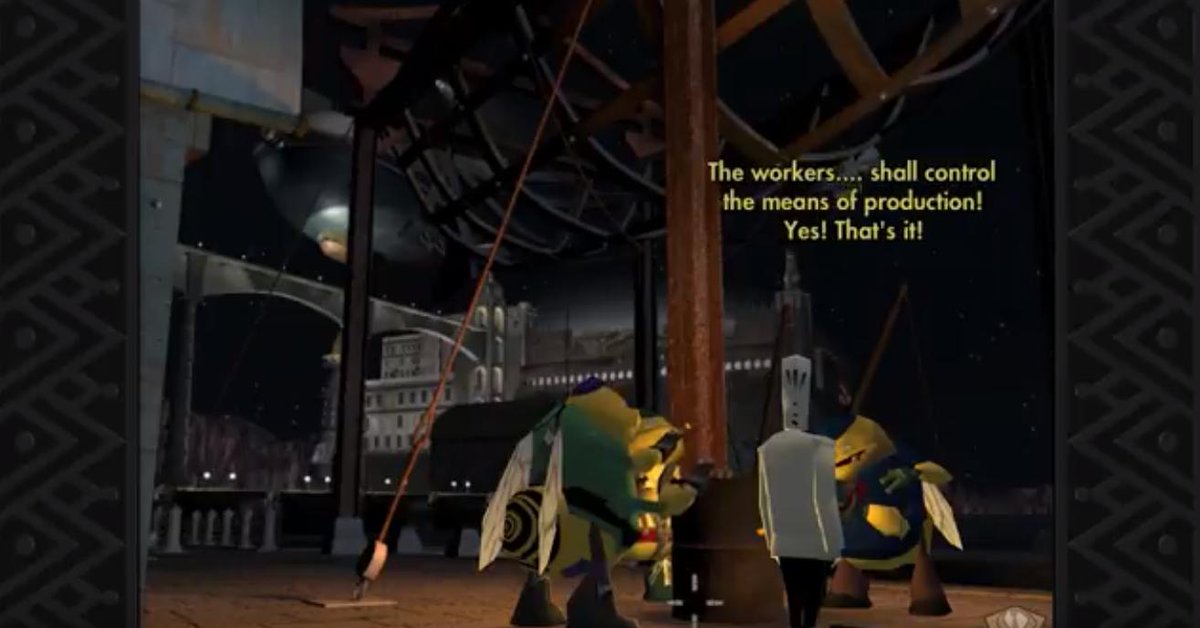 The workers.... shall control
the means of production!
Yes! That's it!